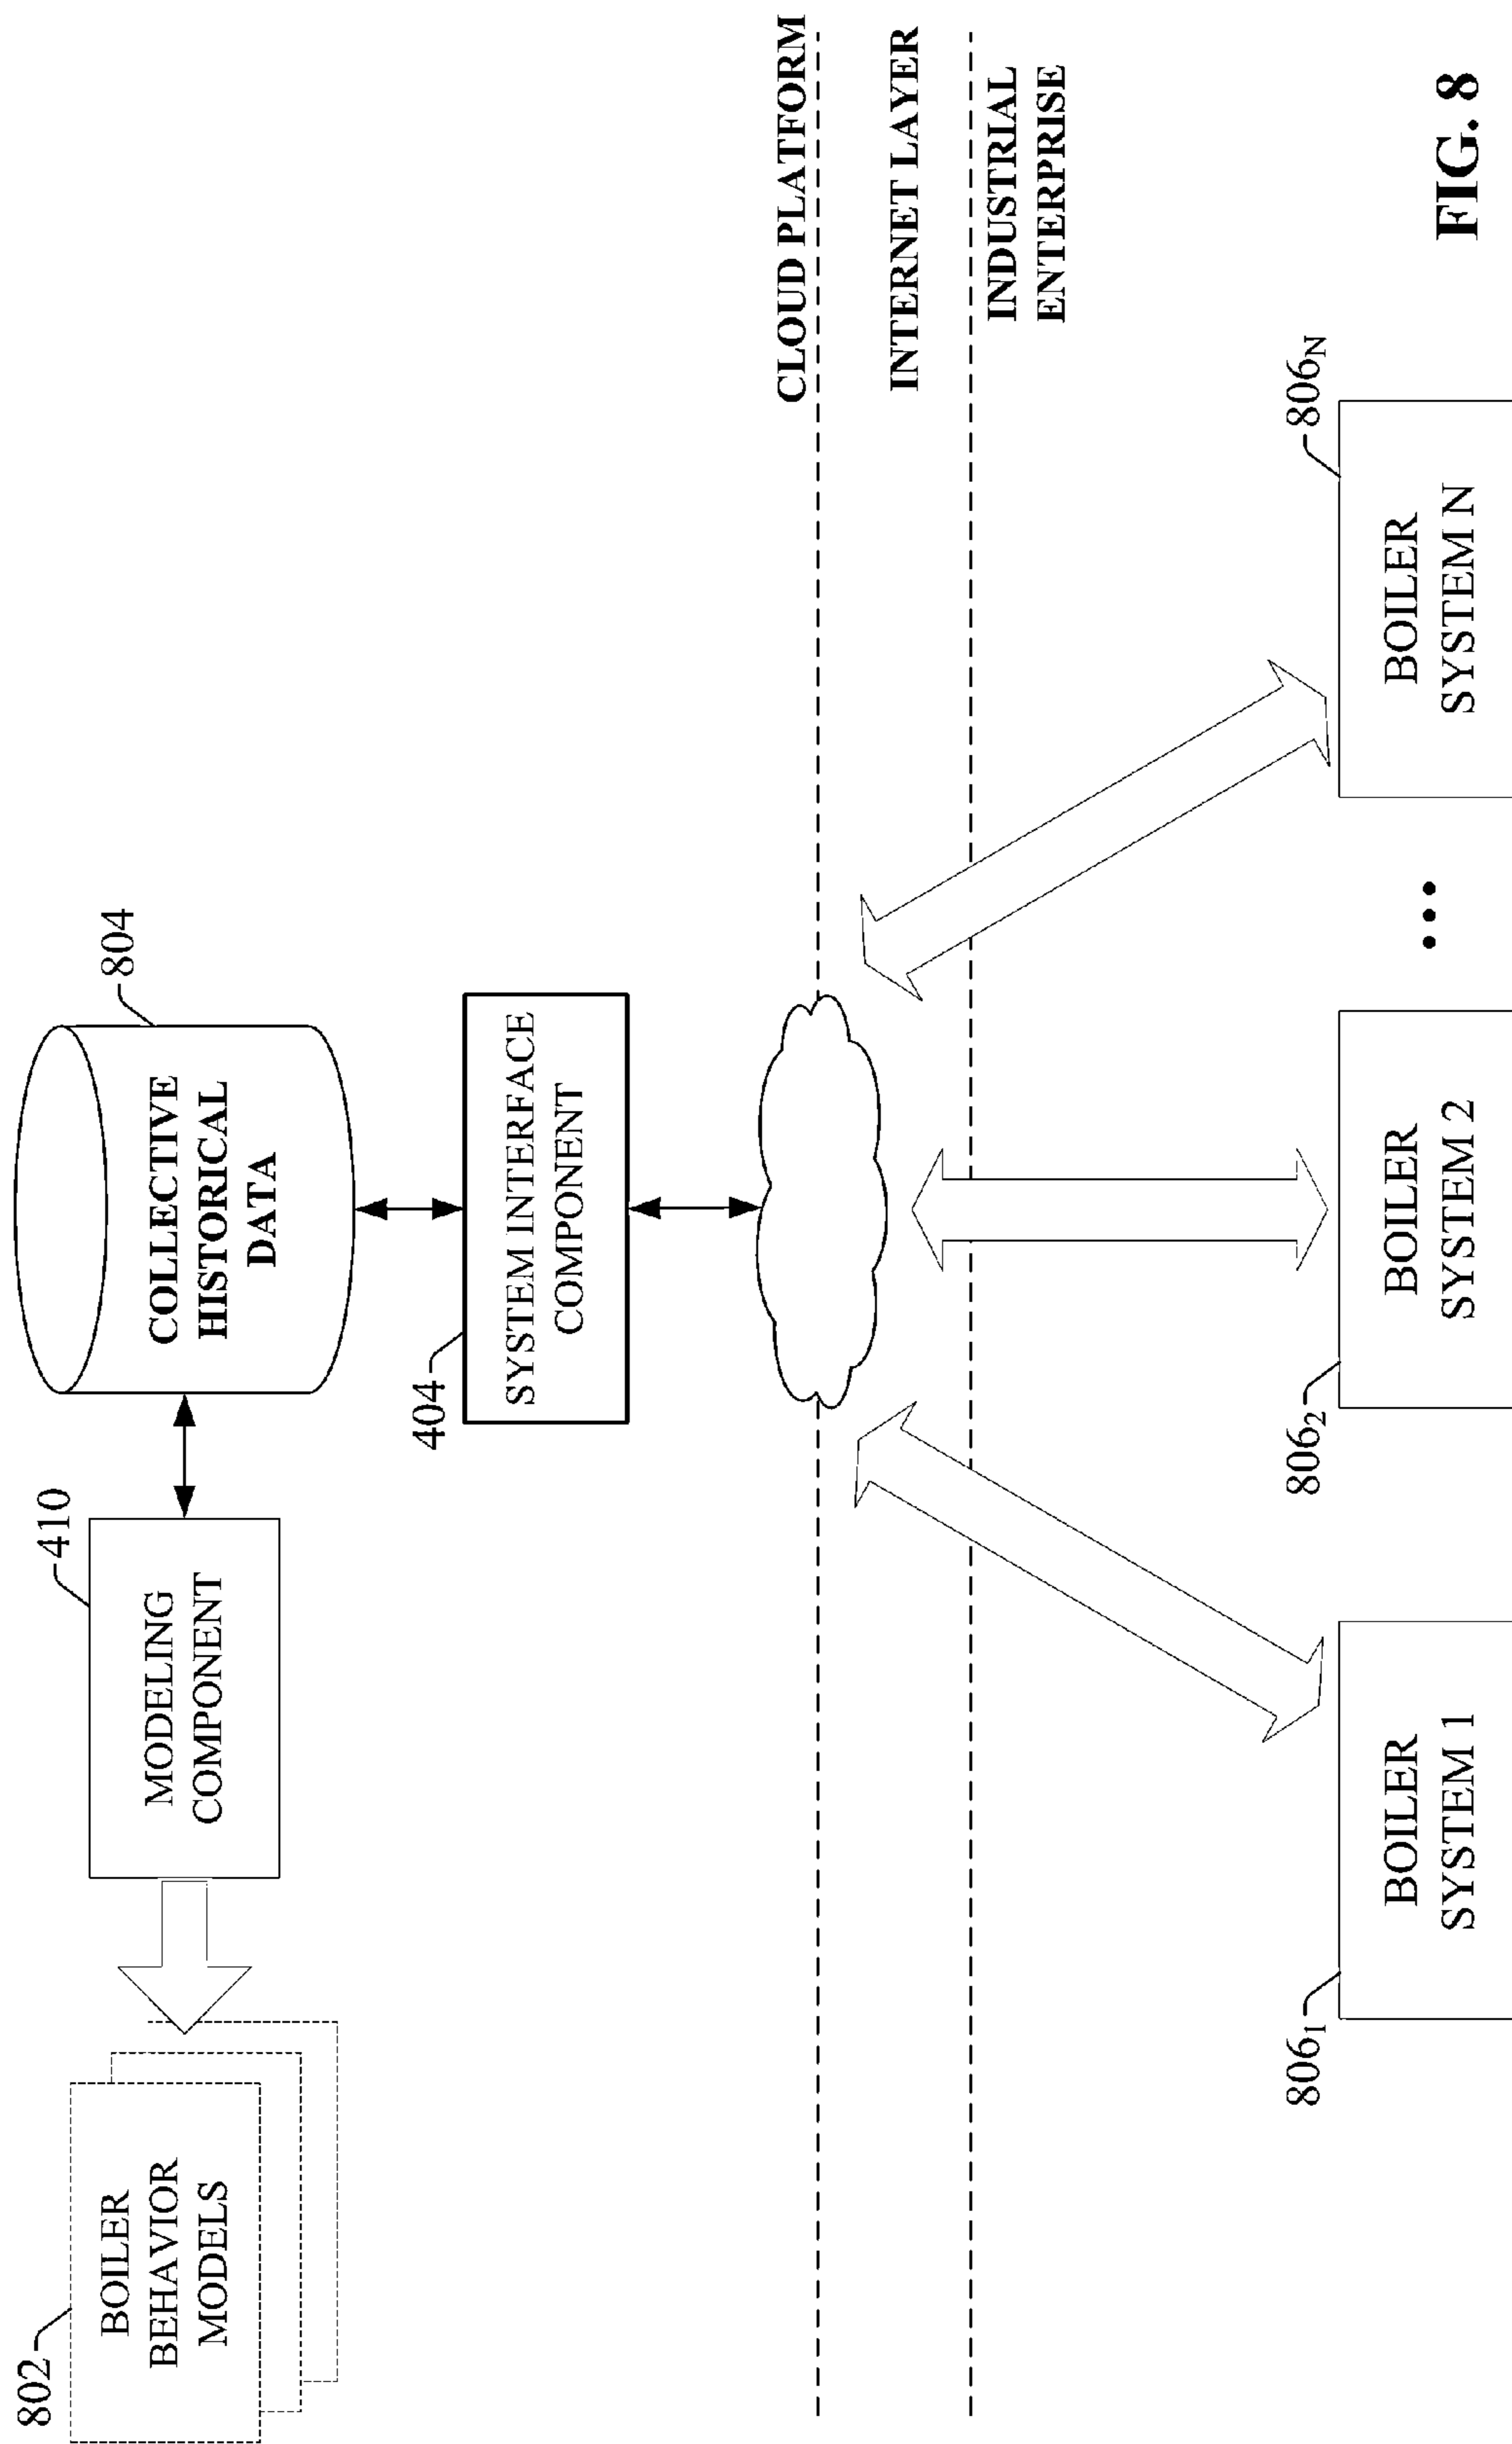 802
BOILER
BEHAVIOR
MODELS
410
MODELING
COMPONENT
804
COLLECTIVE
HISTORICAL
DATA
404
SYSTEM INTERFACE
COMPONENT
CLOUD PLATFORM
INTERNET LAYER
INDUSTRIAL
ENTERPRISE
806₁
BOILER
SYSTEM 1
806₂
BOILER
SYSTEM 2
•••
806N
BOILER
SYSTEM N
FIG. 8